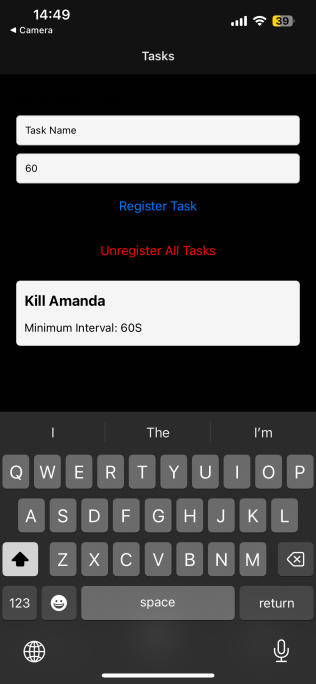 14:49
39
◀ Camera
Tasks
Task Name
60
Register Task
Unregister All Tasks
Kill Amanda
Minimum Interval: 60S
I The I'm
Q W E R T Y U I O P
A S D F G H J K L
Z X C V B N M
123 space return